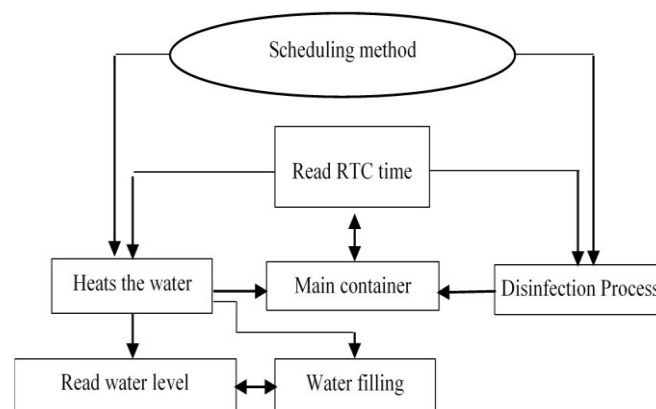 Scheduling method
Read RTC time
Heats the water
Main container
Disinfection Process
Read water level
Water filling